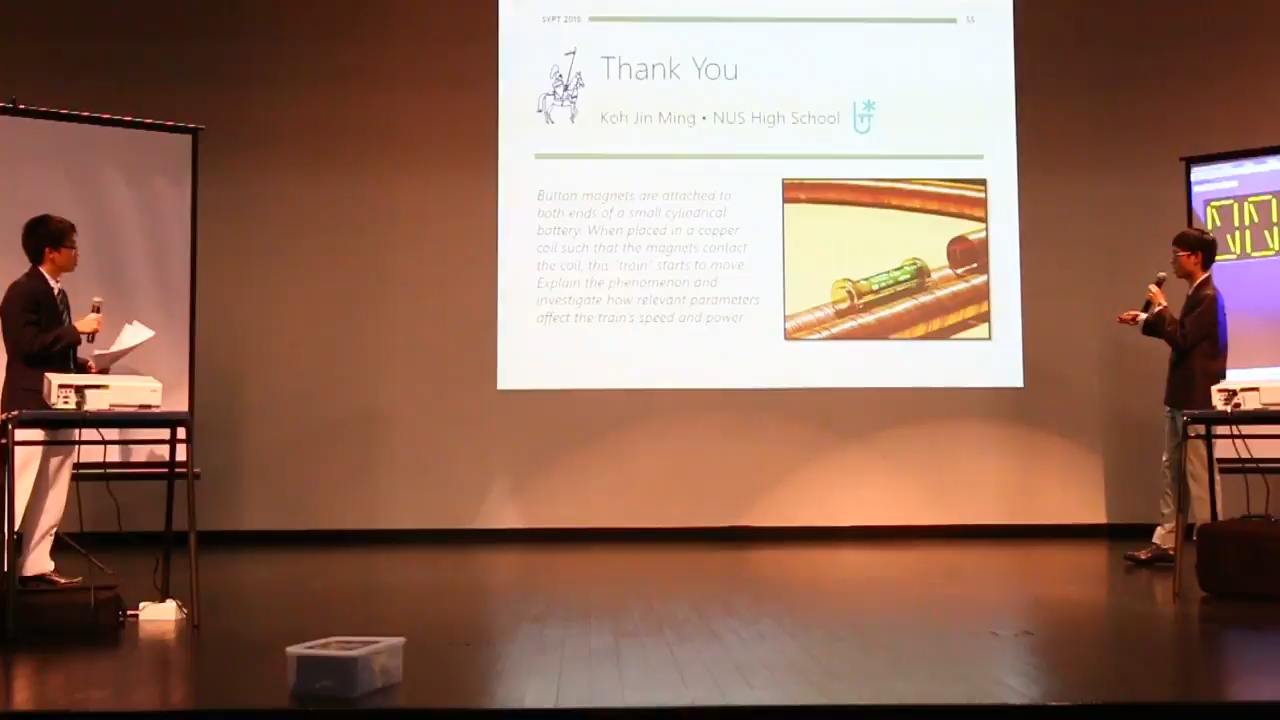 SYPT 2016
55
Thank You
Koh Jin Ming • NUS High School
Button magnets are attached to
both ends of a small cylindrical
battery. When placed in a copper
coil such that the magnets contact
the coil, this "train" starts to move.
Explain the phenomenon and
investigate how relevant parameters
affect the train's speed and power
00